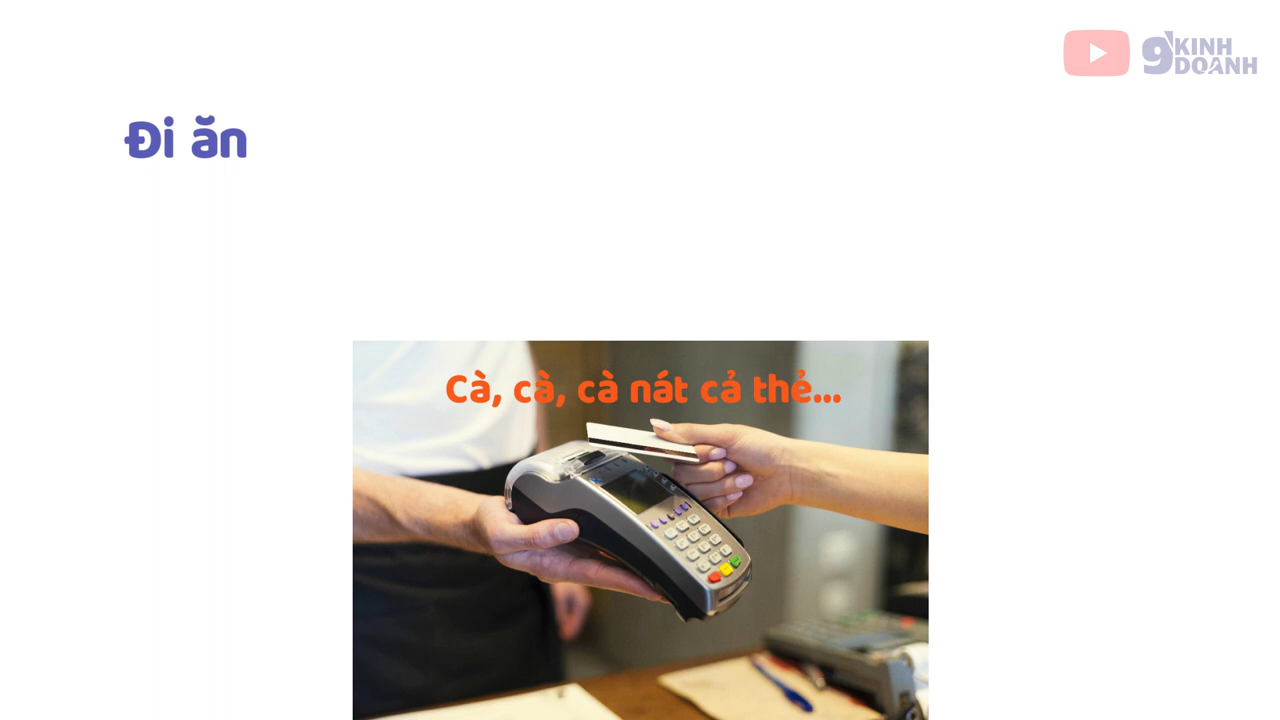 9' KINH
DOANH
Đi ăn
Cà, cà, cà nát cả thẻ...